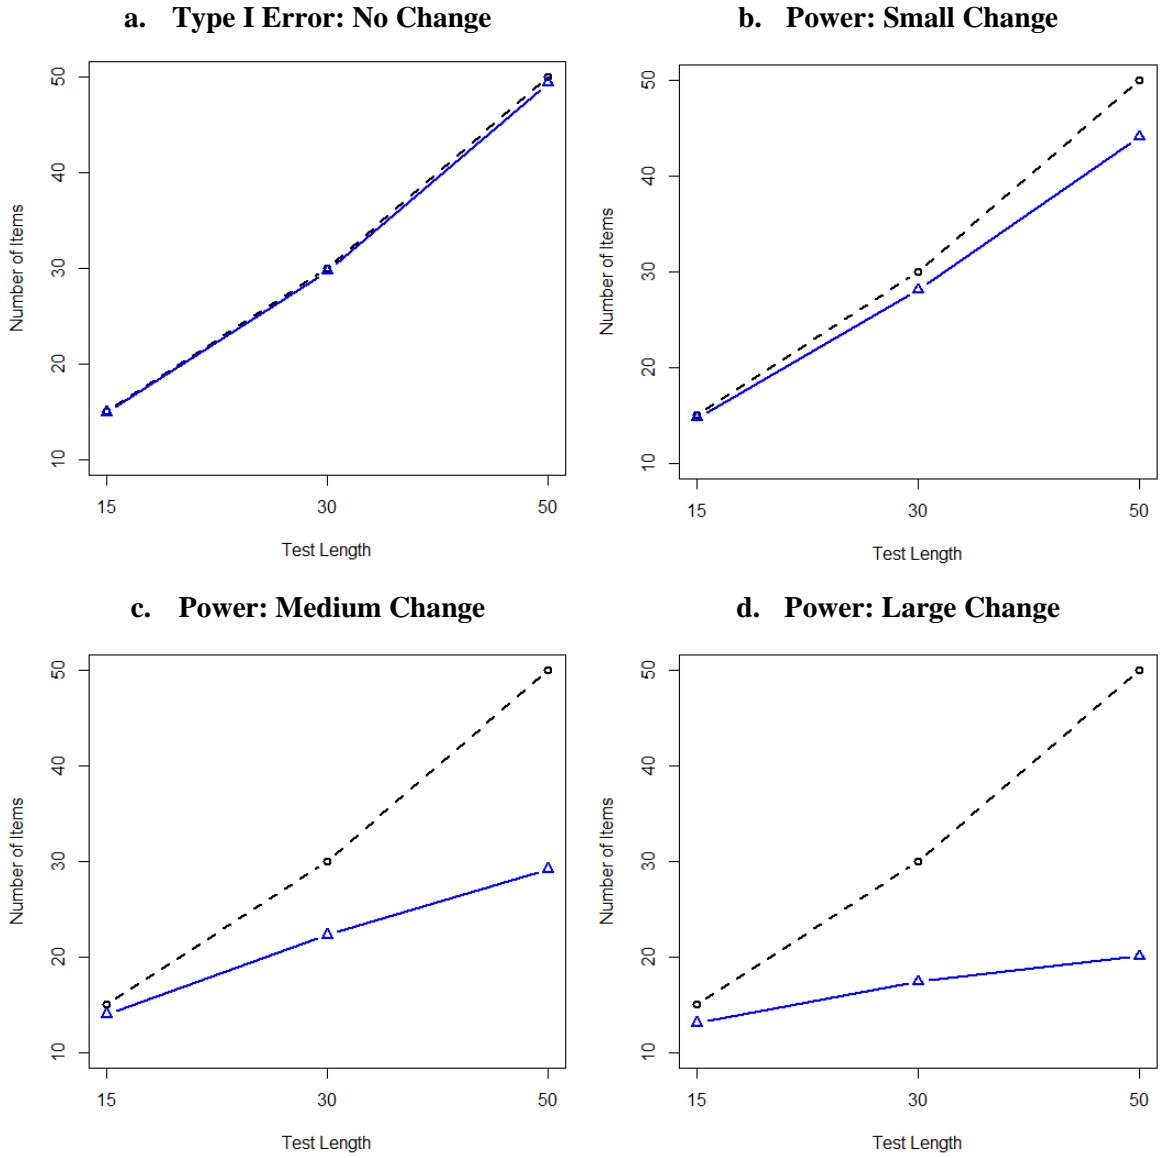 a. Type I Error: No Change
50
40
30
20
10
Number of Items
15 30 50
Test Length
b. Power: Small Change
50
40
30
20
10
Number of Items
15 30 50
Test Length
c. Power: Medium Change
50
40
30
20
10
Number of Items
15 30 50
Test Length
d. Power: Large Change
50
40
30
20
10
Number of Items
15 30 50
Test Length